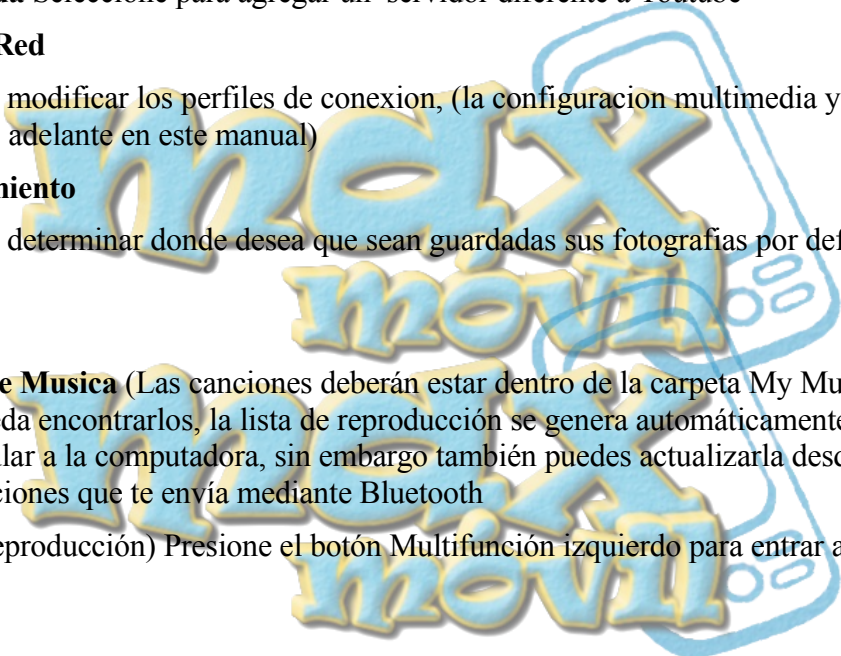 Seleccione para agregar un servidor diferente a Youtube
Red
modificar los perfiles de conexion, (la configuracion multimedia y
adelante en este manual)
miento
determinar donde desea que sean guardadas sus fotografias por def
max
móvil
e Musica (Las canciones deberán estar dentro de la carpeta My Mu
da encontrarlos, la lista de reproducción se genera automáticamente
lar a la computadora, sin embargo también puedes actualizarla desd
ciones que te envía mediante Bluetooth
eproducción) Presione el botón Multifunción izquierdo para entrar a
max
móvil